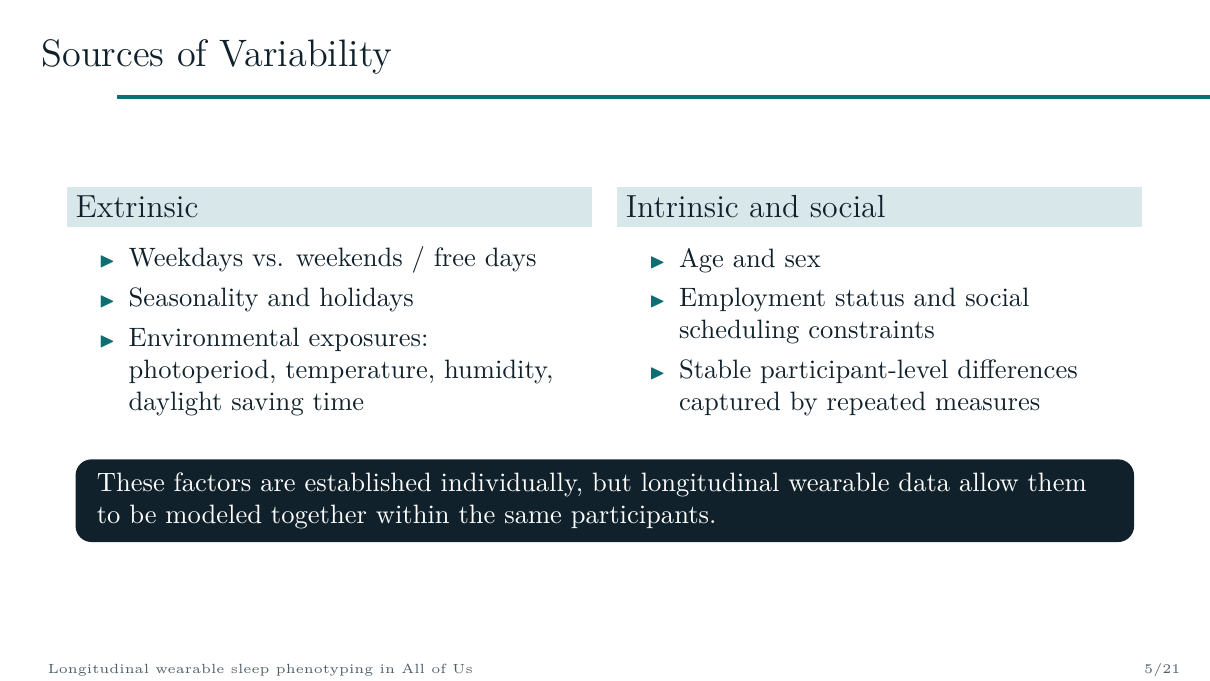 Sources of Variability
Extrinsic
▶ Weekdays vs. weekends / free days
▶ Seasonality and holidays
▶ Environmental exposures:
photoperiod, temperature, humidity,
daylight saving time
Intrinsic and social
▶ Age and sex
▶ Employment status and social
scheduling constraints
▶ Stable participant-level differences
captured by repeated measures
These factors are established individually, but longitudinal wearable data allow them
to be modeled together within the same participants.
Longitudinal wearable sleep phenotyping in All of Us
5/21